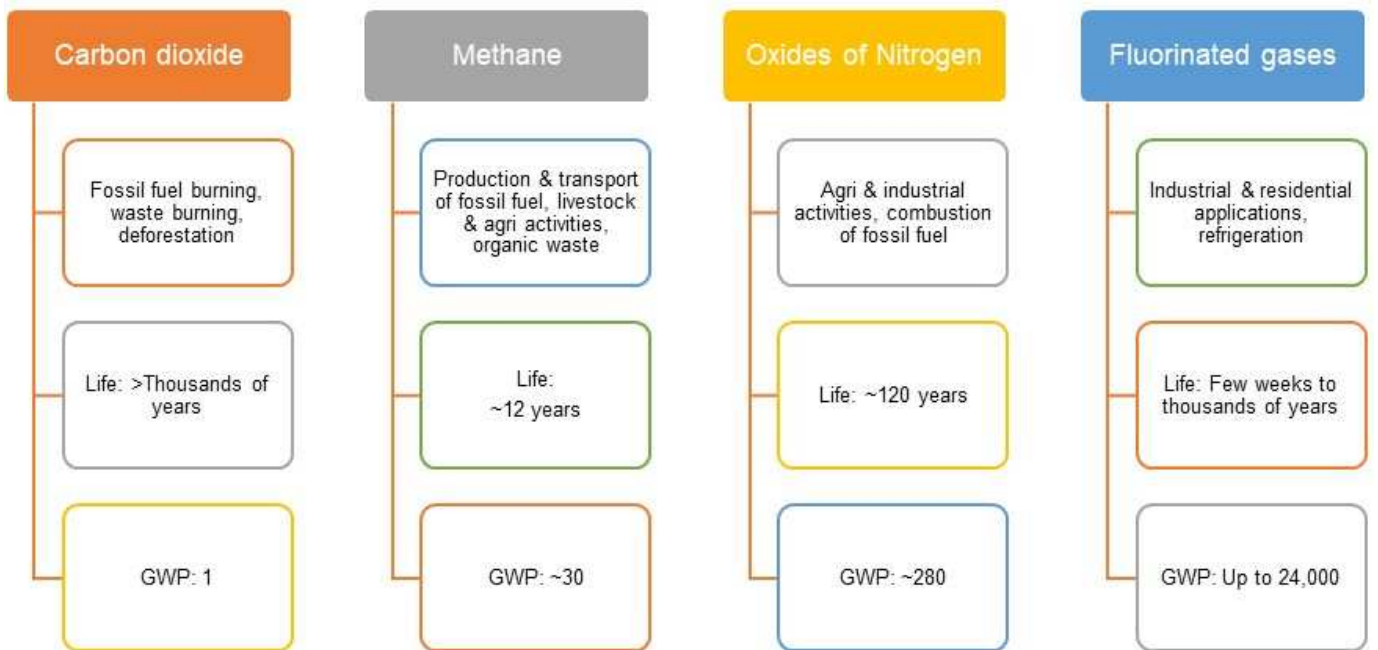 Carbon dioxide
Fossil fuel burning,
waste burning,
deforestation
Life: >Thousands of
years
GWP: 1
Methane
Production & transport
of fossil fuel, livestock
& agri activities,
organic waste
Life:
~12 years
GWP: ~30
Oxides of Nitrogen
Agri & industrial
activities, combustion
of fossil fuel
Life: ~120 years
GWP: ~280
Fluorinated gases
Industrial & residential
applications,
refrigeration
Life: Few weeks to
thousands of years
GWP: Up to 24,000